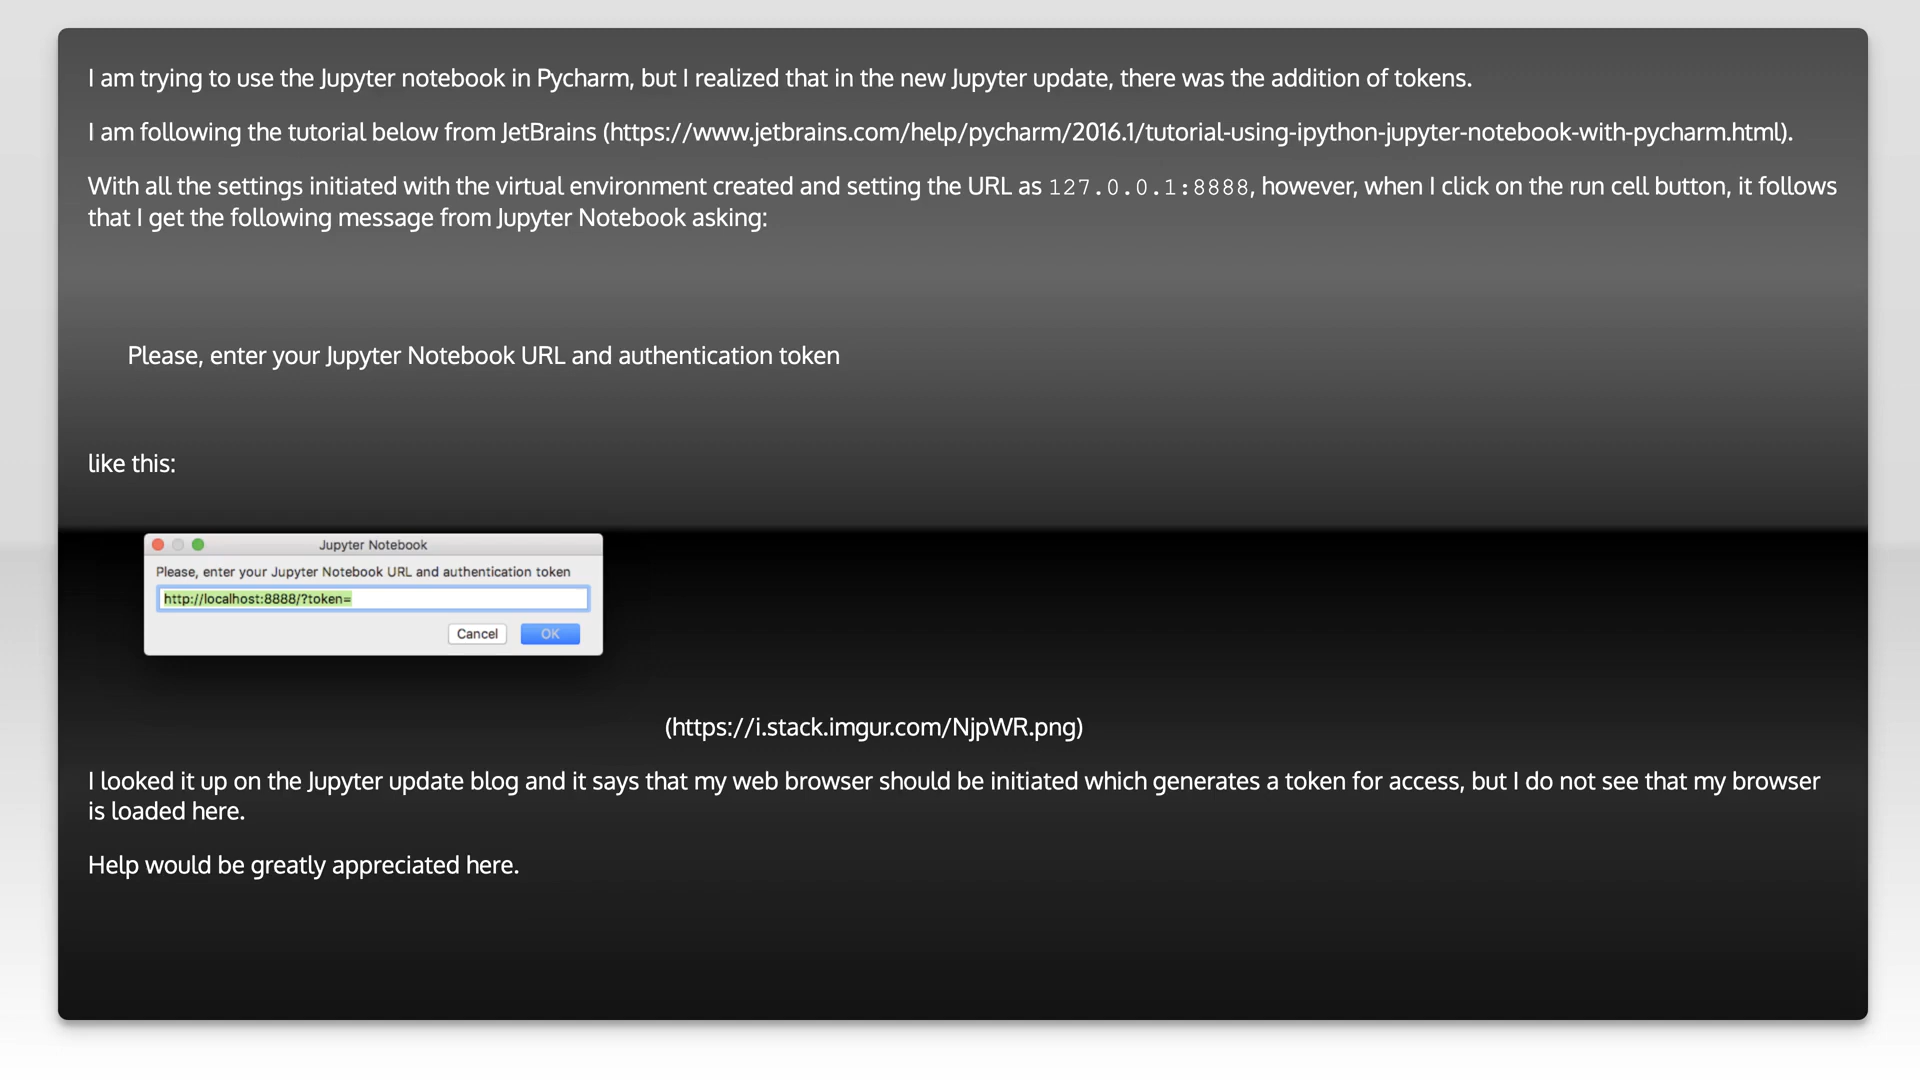 I am trying to use the Jupyter notebook in Pycharm, but I realized that in the new Jupyter update, there was the addition of tokens.
I am following the tutorial below from JetBrains (https://www.jetbrains.com/help/pycharm/2016.1/tutorial-using-ipython-jupyter-notebook-with-pycharm.html).
With all the settings initiated with the virtual environment created and setting the URL as 127.0.0.1:8888, however, when I click on the run cell button, it follows
that I get the following message from Jupyter Notebook asking:
Please, enter your Jupyter Notebook URL and authentication token
like this:
Jupyter Notebook
Please, enter your Jupyter Notebook URL and authentication token
http://localhost:8888/?token=
Cancel OK
(https://i.stack.imgur.com/NjpWR.png)
I looked it up on the Jupyter update blog and it says that my web browser should be initiated which generates a token for access, but I do not see that my browser
is loaded here.
Help would be greatly appreciated here.